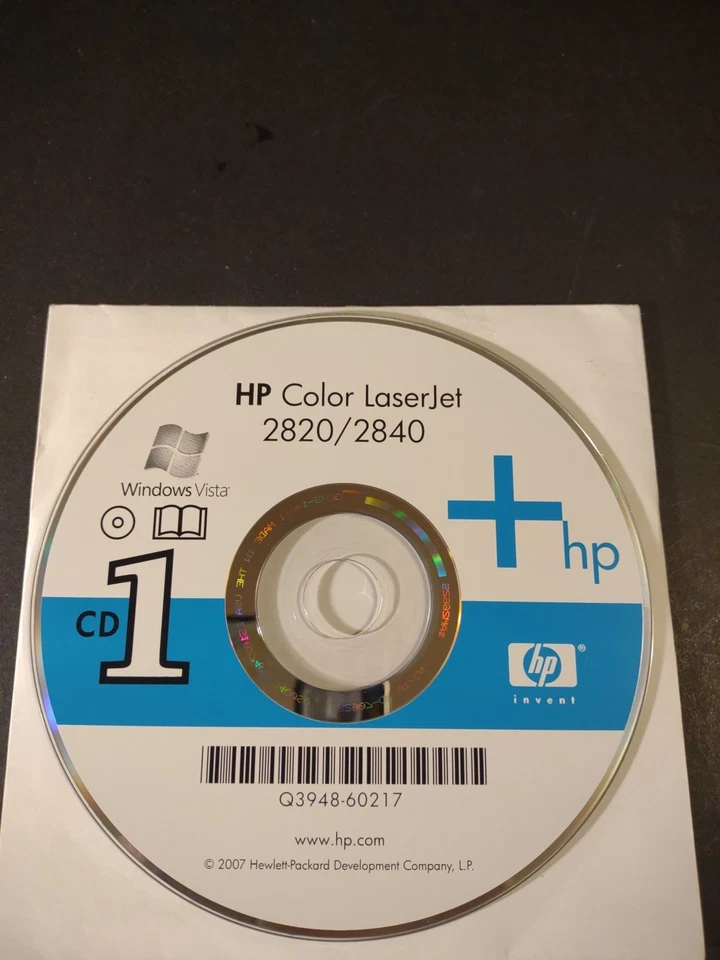 HP Color LaserJet
2820/2840
Windows Vista
+hp
CD 1
hp®
invent
Q3948-60217
www.hp.com
© 2007 Hewlett-Packard Development Company, L.P.